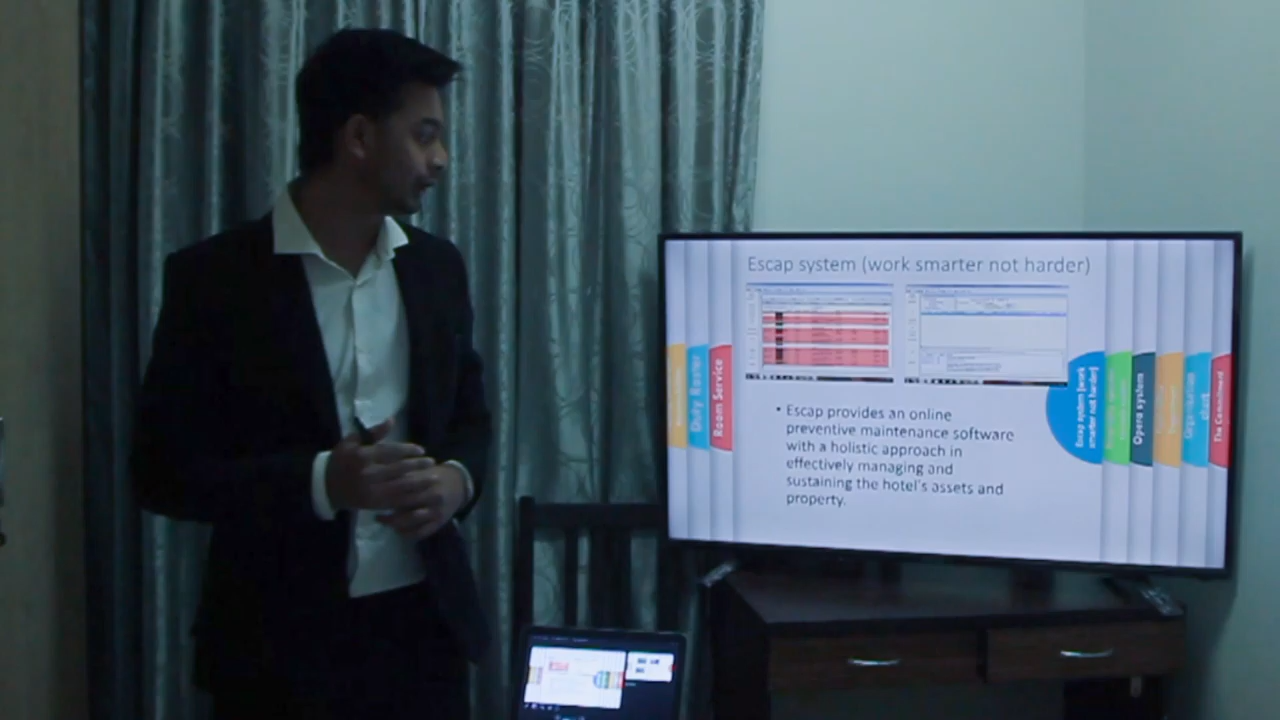 Escap system (work smarter not harder)
Duty Roster
Room Service
• Escap provides an online
preventive maintenance software
with a holistic approach in
effectively managing and
sustaining the hotel's assets and
property.
Escap system [work
smarter not harder]
Opera system
Organisation
chart
The Commitment